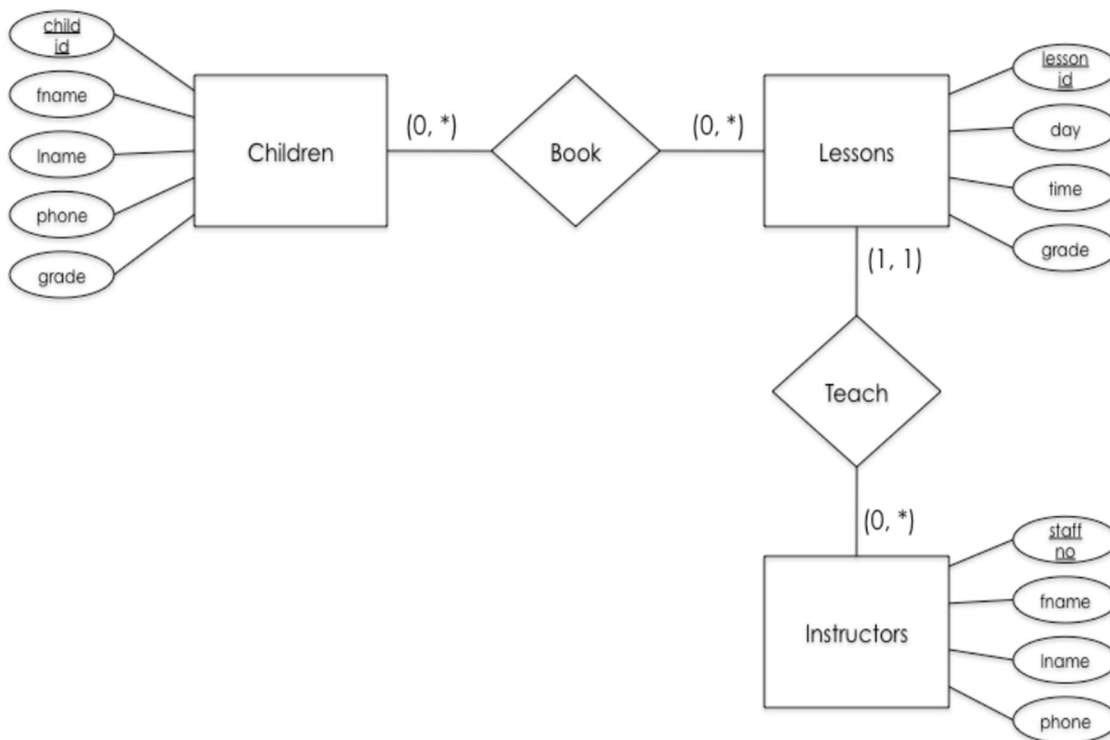 child
id
fname
lname
phone
grade
Children
(0, *)
Book
(0, *)
Lessons
lesson
id
day
time
grade
(1, 1)
Teach
(0, *)
Instructors
staff
no
fname
lname
phone